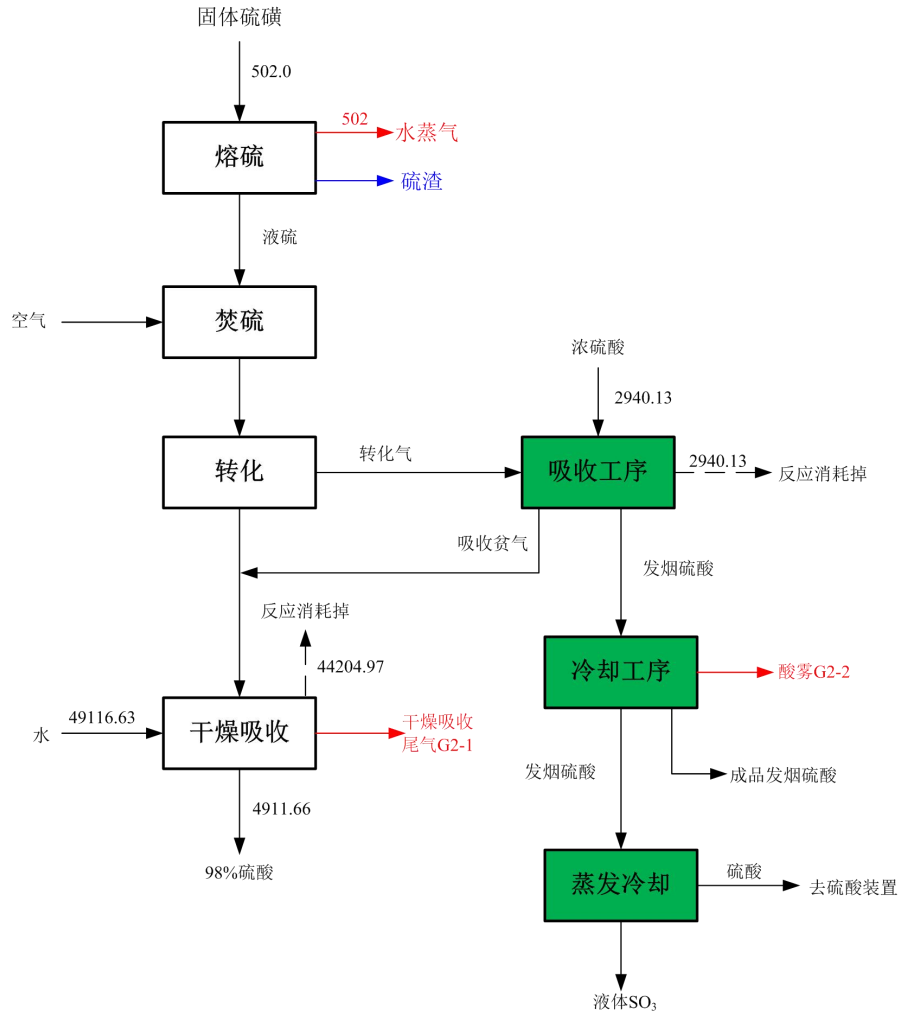 固体硫磺
502.0
502
水蒸气
熔硫
硫渣
液硫
空气
焚硫
浓硫酸
2940.13
转化
转化气
吸收工序
2940.13
反应消耗掉
吸收贫气
发烟硫酸
反应消耗掉
44204.97
冷却工序
酸雾G2-2
水
49116.63
干燥吸收
干燥吸收
尾气G2-1
发烟硫酸
成品发烟硫酸
4911.66
98%硫酸
蒸发冷却
硫酸
去硫酸装置
液体SO₃